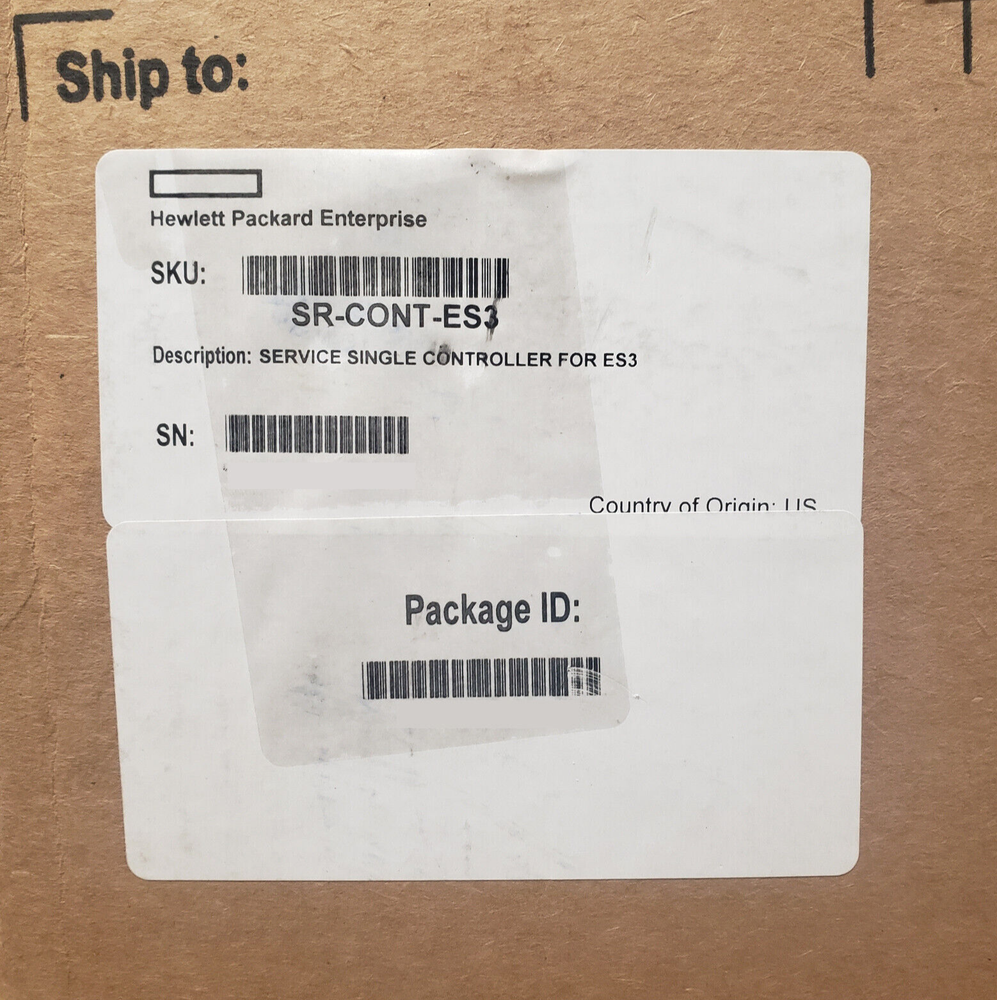 Ship to:
Hewlett Packard Enterprise
SKU:
SR-CONT-ES3
Description: SERVICE SINGLE CONTROLLER FOR ES3
SN:
Country of Origin: US
Package ID: